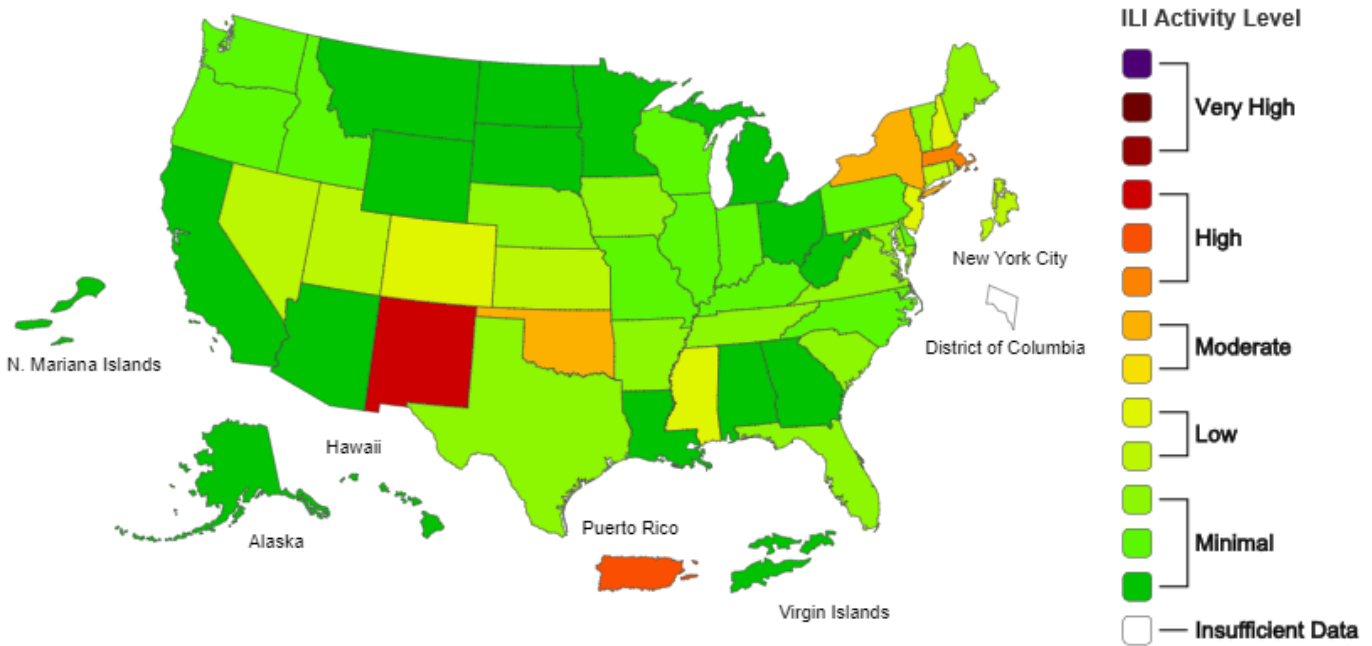 ILI Activity Level
Very High
High
New York City
District of Columbia
Moderate
N. Mariana Islands
Low
Hawaii
Puerto Rico
Alaska
Minimal
Virgin Islands
Insufficient Data